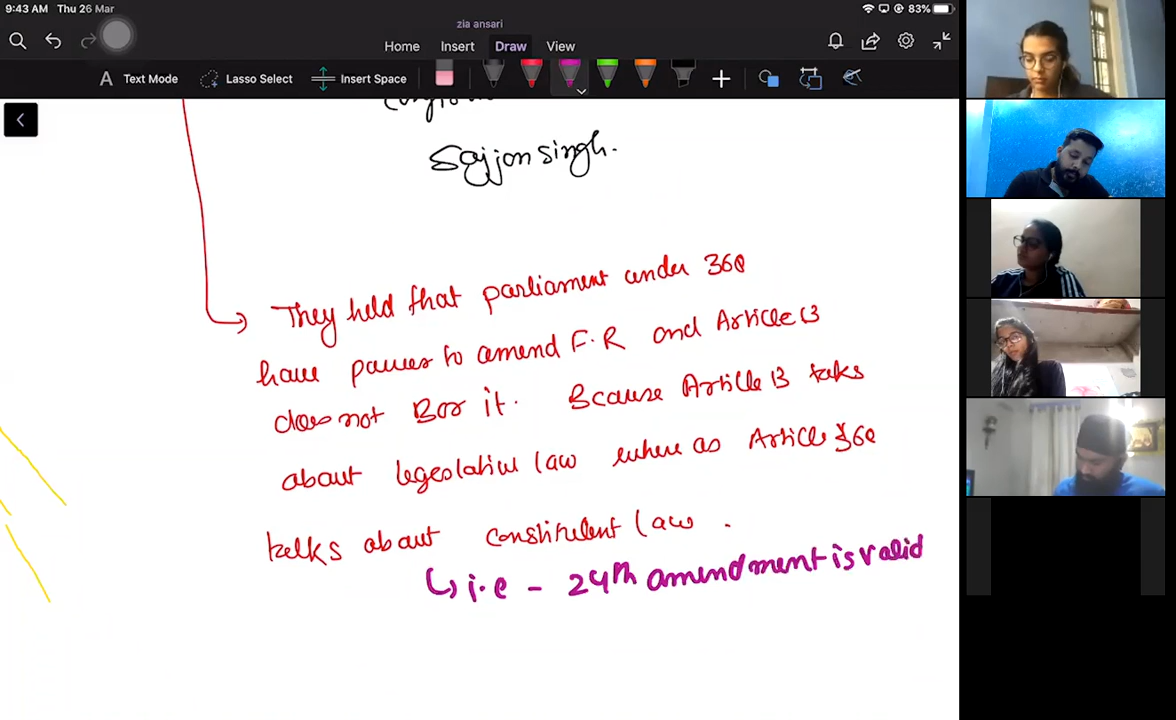 9:43 AM Thu 26 Mar
83%
zia ansari
Home Insert Draw View
Text Mode Lasso Select Insert Space
Sajjan singh.
They held that parliament under 368
have power to amend F.R and Article 13
does not Bar it. Because Article 13 talks
about legeslative law where as Article 368
talks about constituent law.
i.e - 24th amendment is valid